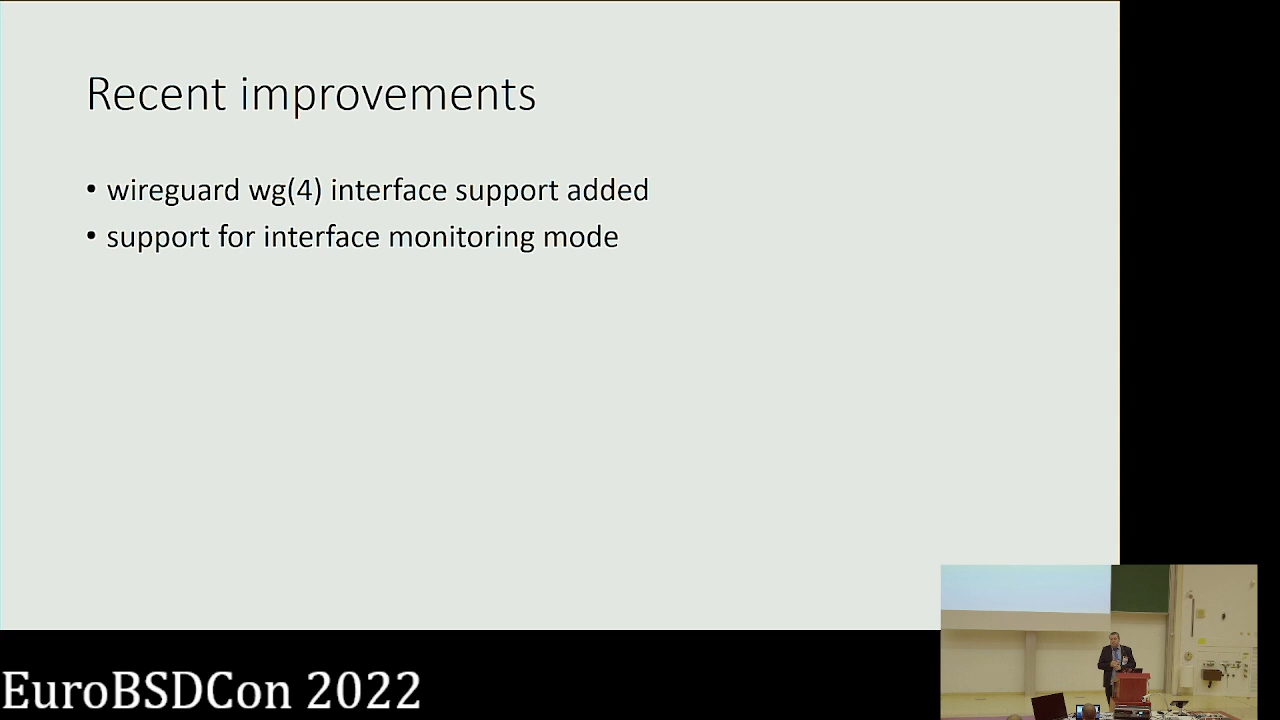 Recent improvements
• wireguard wg(4) interface support added
• support for interface monitoring mode
EuroBSDCon 2022